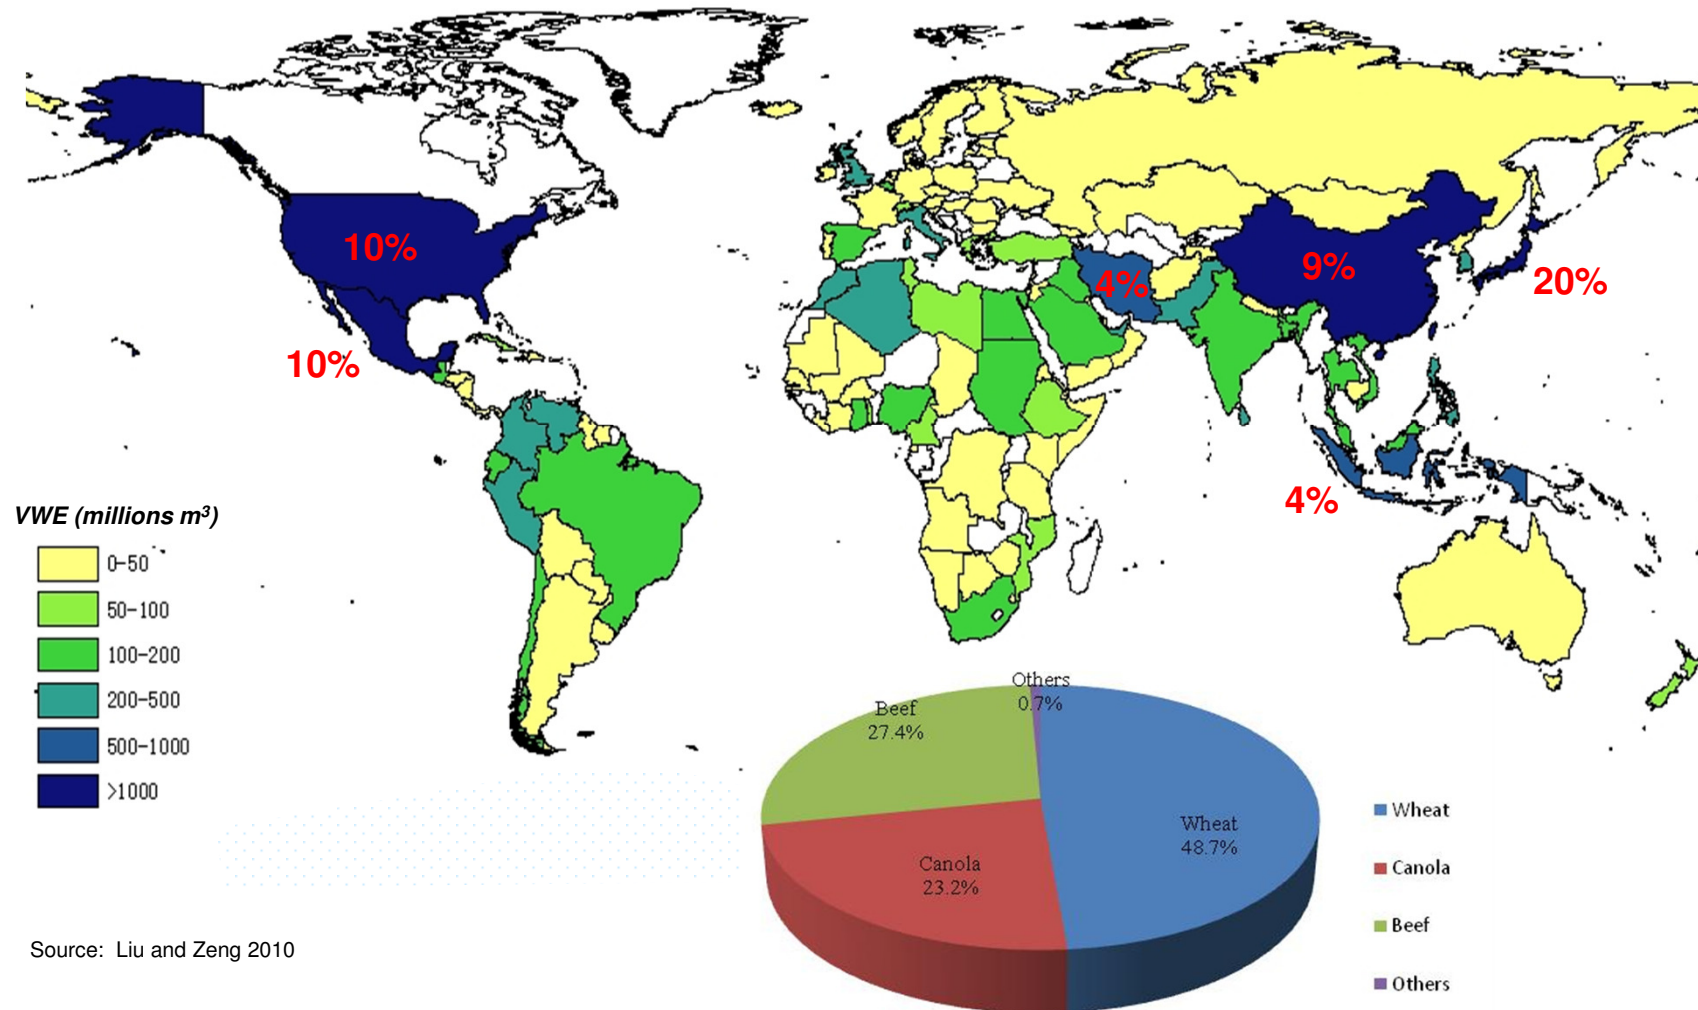 10%
10%
4%
9%
20%
4%
VWE (millions m³)
0-50
50-100
100-200
200-500
500-1000
>1000
Others
0.7%
Beef
27.4%
Wheat
48.7%
Canola
23.2%
Wheat
Canola
Beef
Others
Source: Liu and Zeng 2010